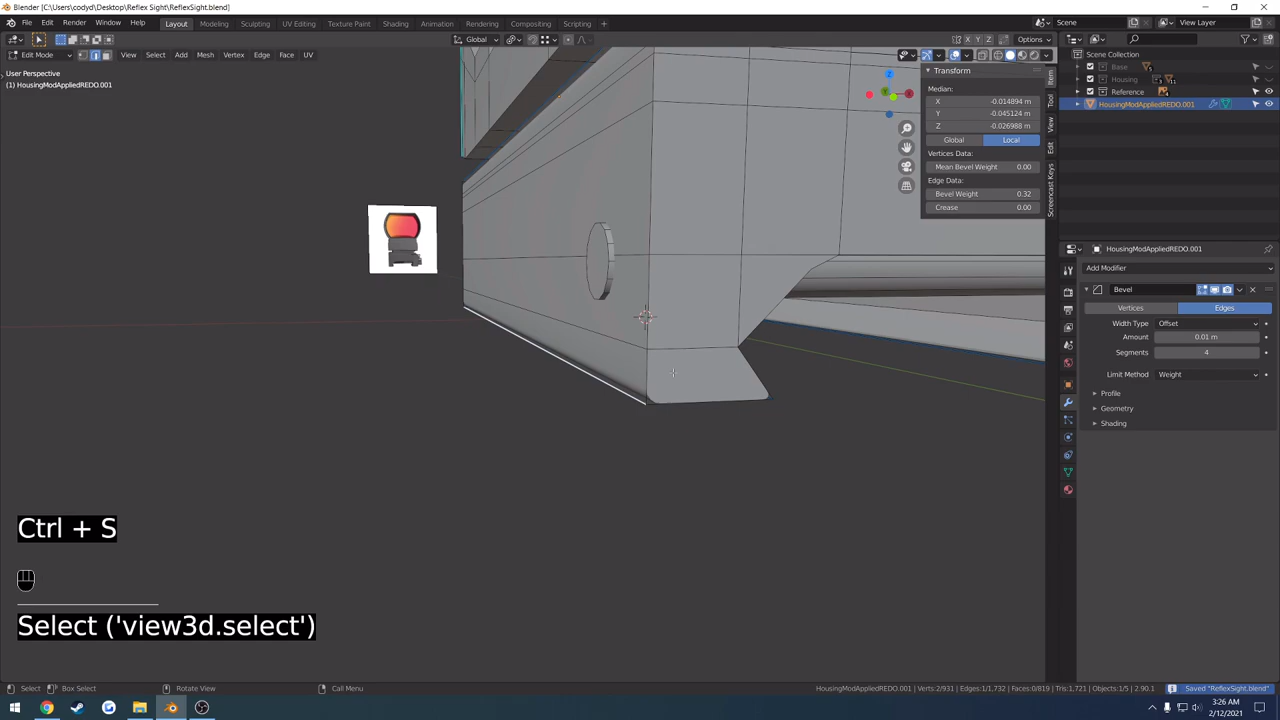 Blender [C:\Users\codyd\Desktop\Reflex Sight\ReflexSight.blend]
File Edit Render Window Help Layout Modeling Sculpting UV Editing Texture Paint Shading Animation Rendering Compositing Scripting Scene View Layer
Global Options
Edit Mode View Select Add Mesh Vertex Edge Face UV X Y Z
User Perspective
(1) HousingModAppliedREDO.001
Transform
Median:
X -0.014894 m
Y -0.045124 m
Z -0.026988 m
Global Local
Vertices Data:
Mean Bevel Weight 0.00
Edge Data:
Bevel Weight 0.32
Crease 0.00
Item
Tool
View
Edit
Screencast Keys
Scene Collection
Base
Housing
Reference
HousingModAppliedREDO.001
HousingModAppliedREDO.001
Add Modifier
Bevel
Vertices Edges
Width Type Offset
Amount 0.01 m
Segments 4
Limit Method Weight
Profile
Geometry
Shading
Ctrl + S
Select ('view3d.select')
Select Box Select Rotate View Call Menu HousingModAppliedREDO.001 | Verts:2/931 | Edges:1/1,732 | Faces:0/819 | Tris:1,721 | Objects:1/5 | 2.90.1 Saved "ReflexSight.blend"
3:26 AM
2/12/2021